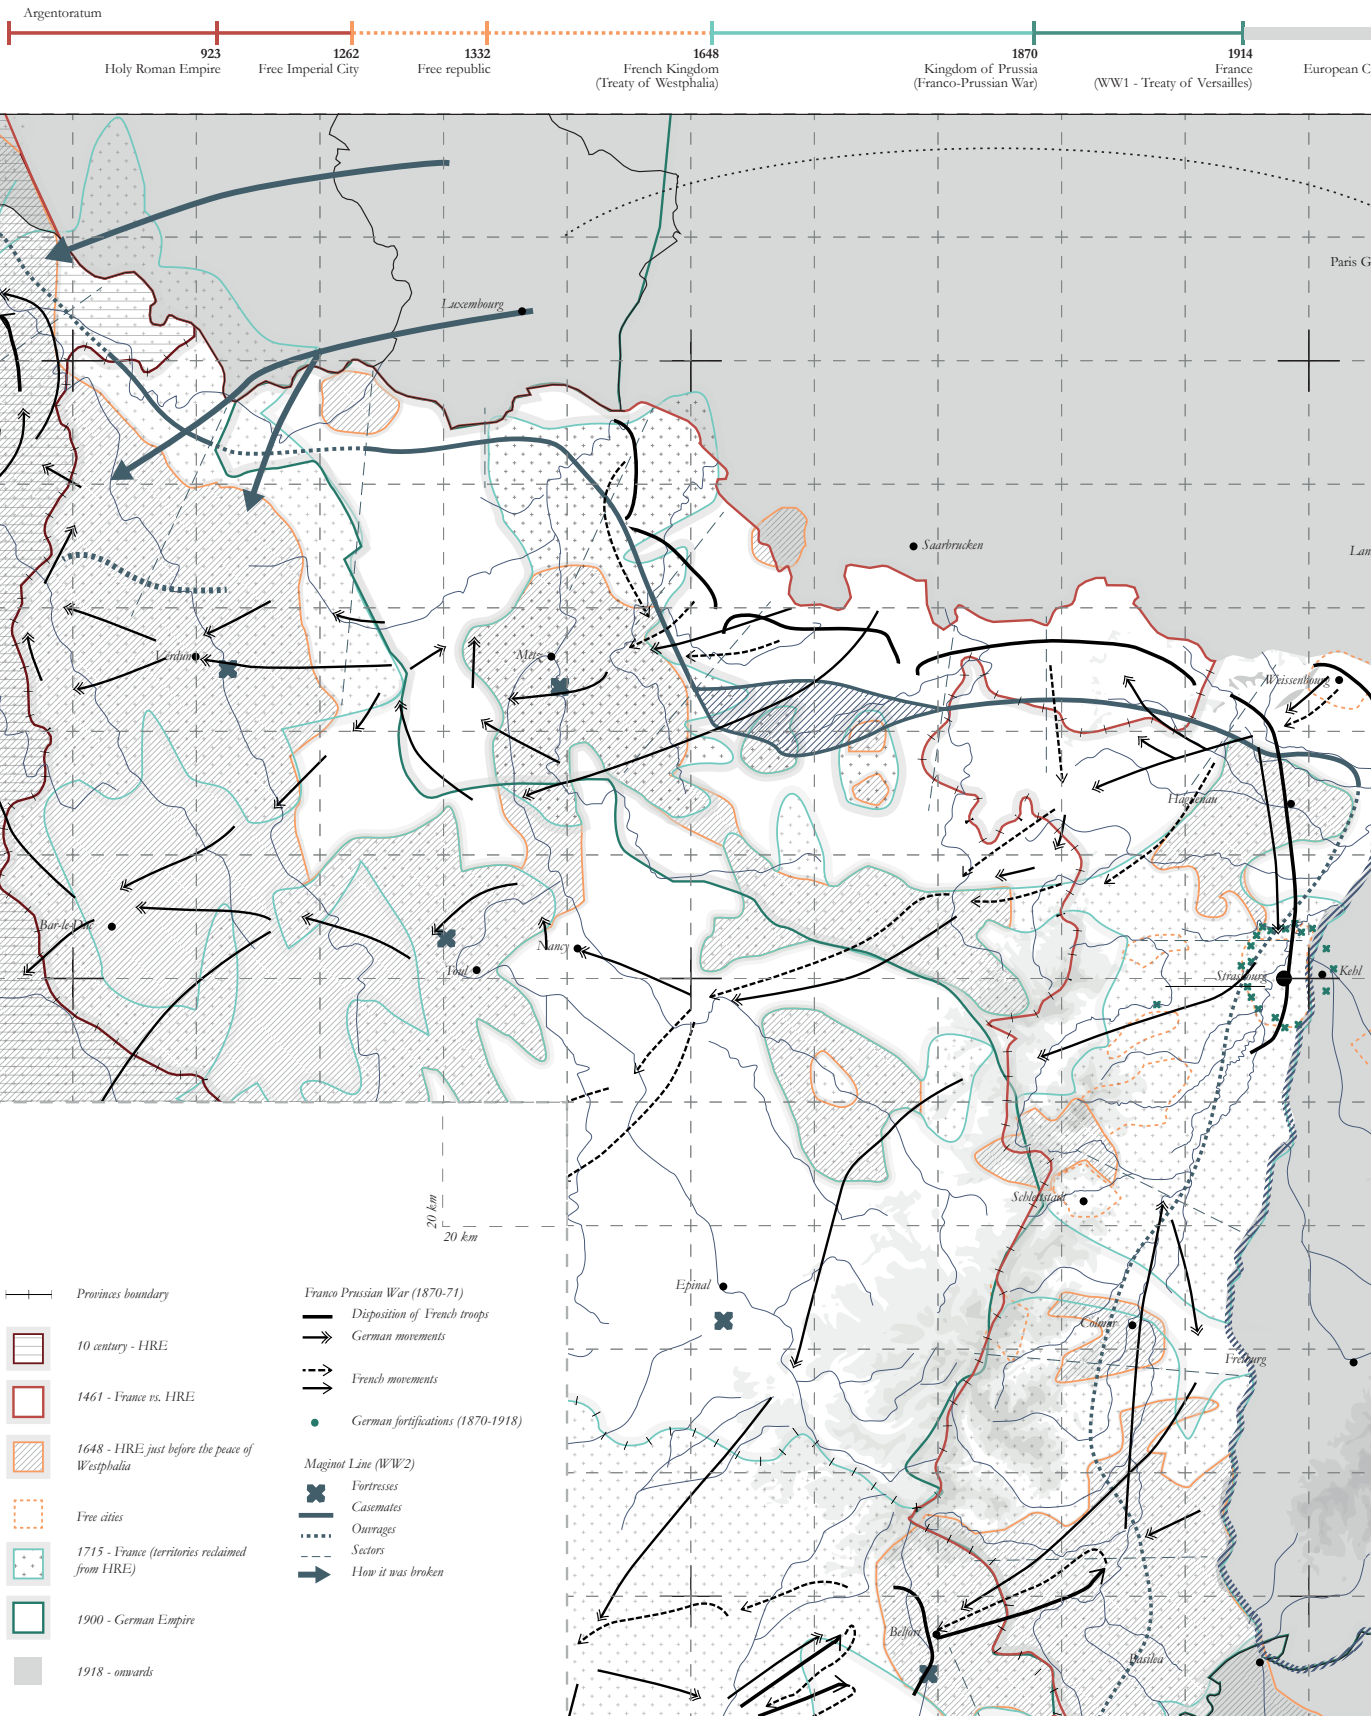 Argentoratum
923
1262
1332
1648
1870
1914
Holy Roman Empire
Free Imperial City
Free republic
French Kingdom
(Treaty of Westphalia)
Kingdom of Prussia
(Franco-Prussian War)
France
(WW1 - Treaty of Versailles)
European C
Paris G
Luxembourg
Saarbrucken
Lan
Verdun
Metz
Weissenbourg
Haguenau
Bar-le-Duc
Toul
Nancy
Strasbourg
Kehl
Schlettstadt
20 km
20 km
Epinal
Colmar
Freiburg
Belfort
Basilea
Provinces boundary
10 century - HRE
1461 - France vs. HRE
1648 - HRE just before the peace of
Westphalia
Free cities
1715 - France (territories reclaimed
from HRE)
1900 - German Empire
1918 - onwards
Franco Prussian War (1870-71)
Disposition of French troops
German movements
French movements
German fortifications (1870-1918)
Maginot Line (WW2)
Fortresses
Casemates
Ouvrages
Sectors
How it was broken